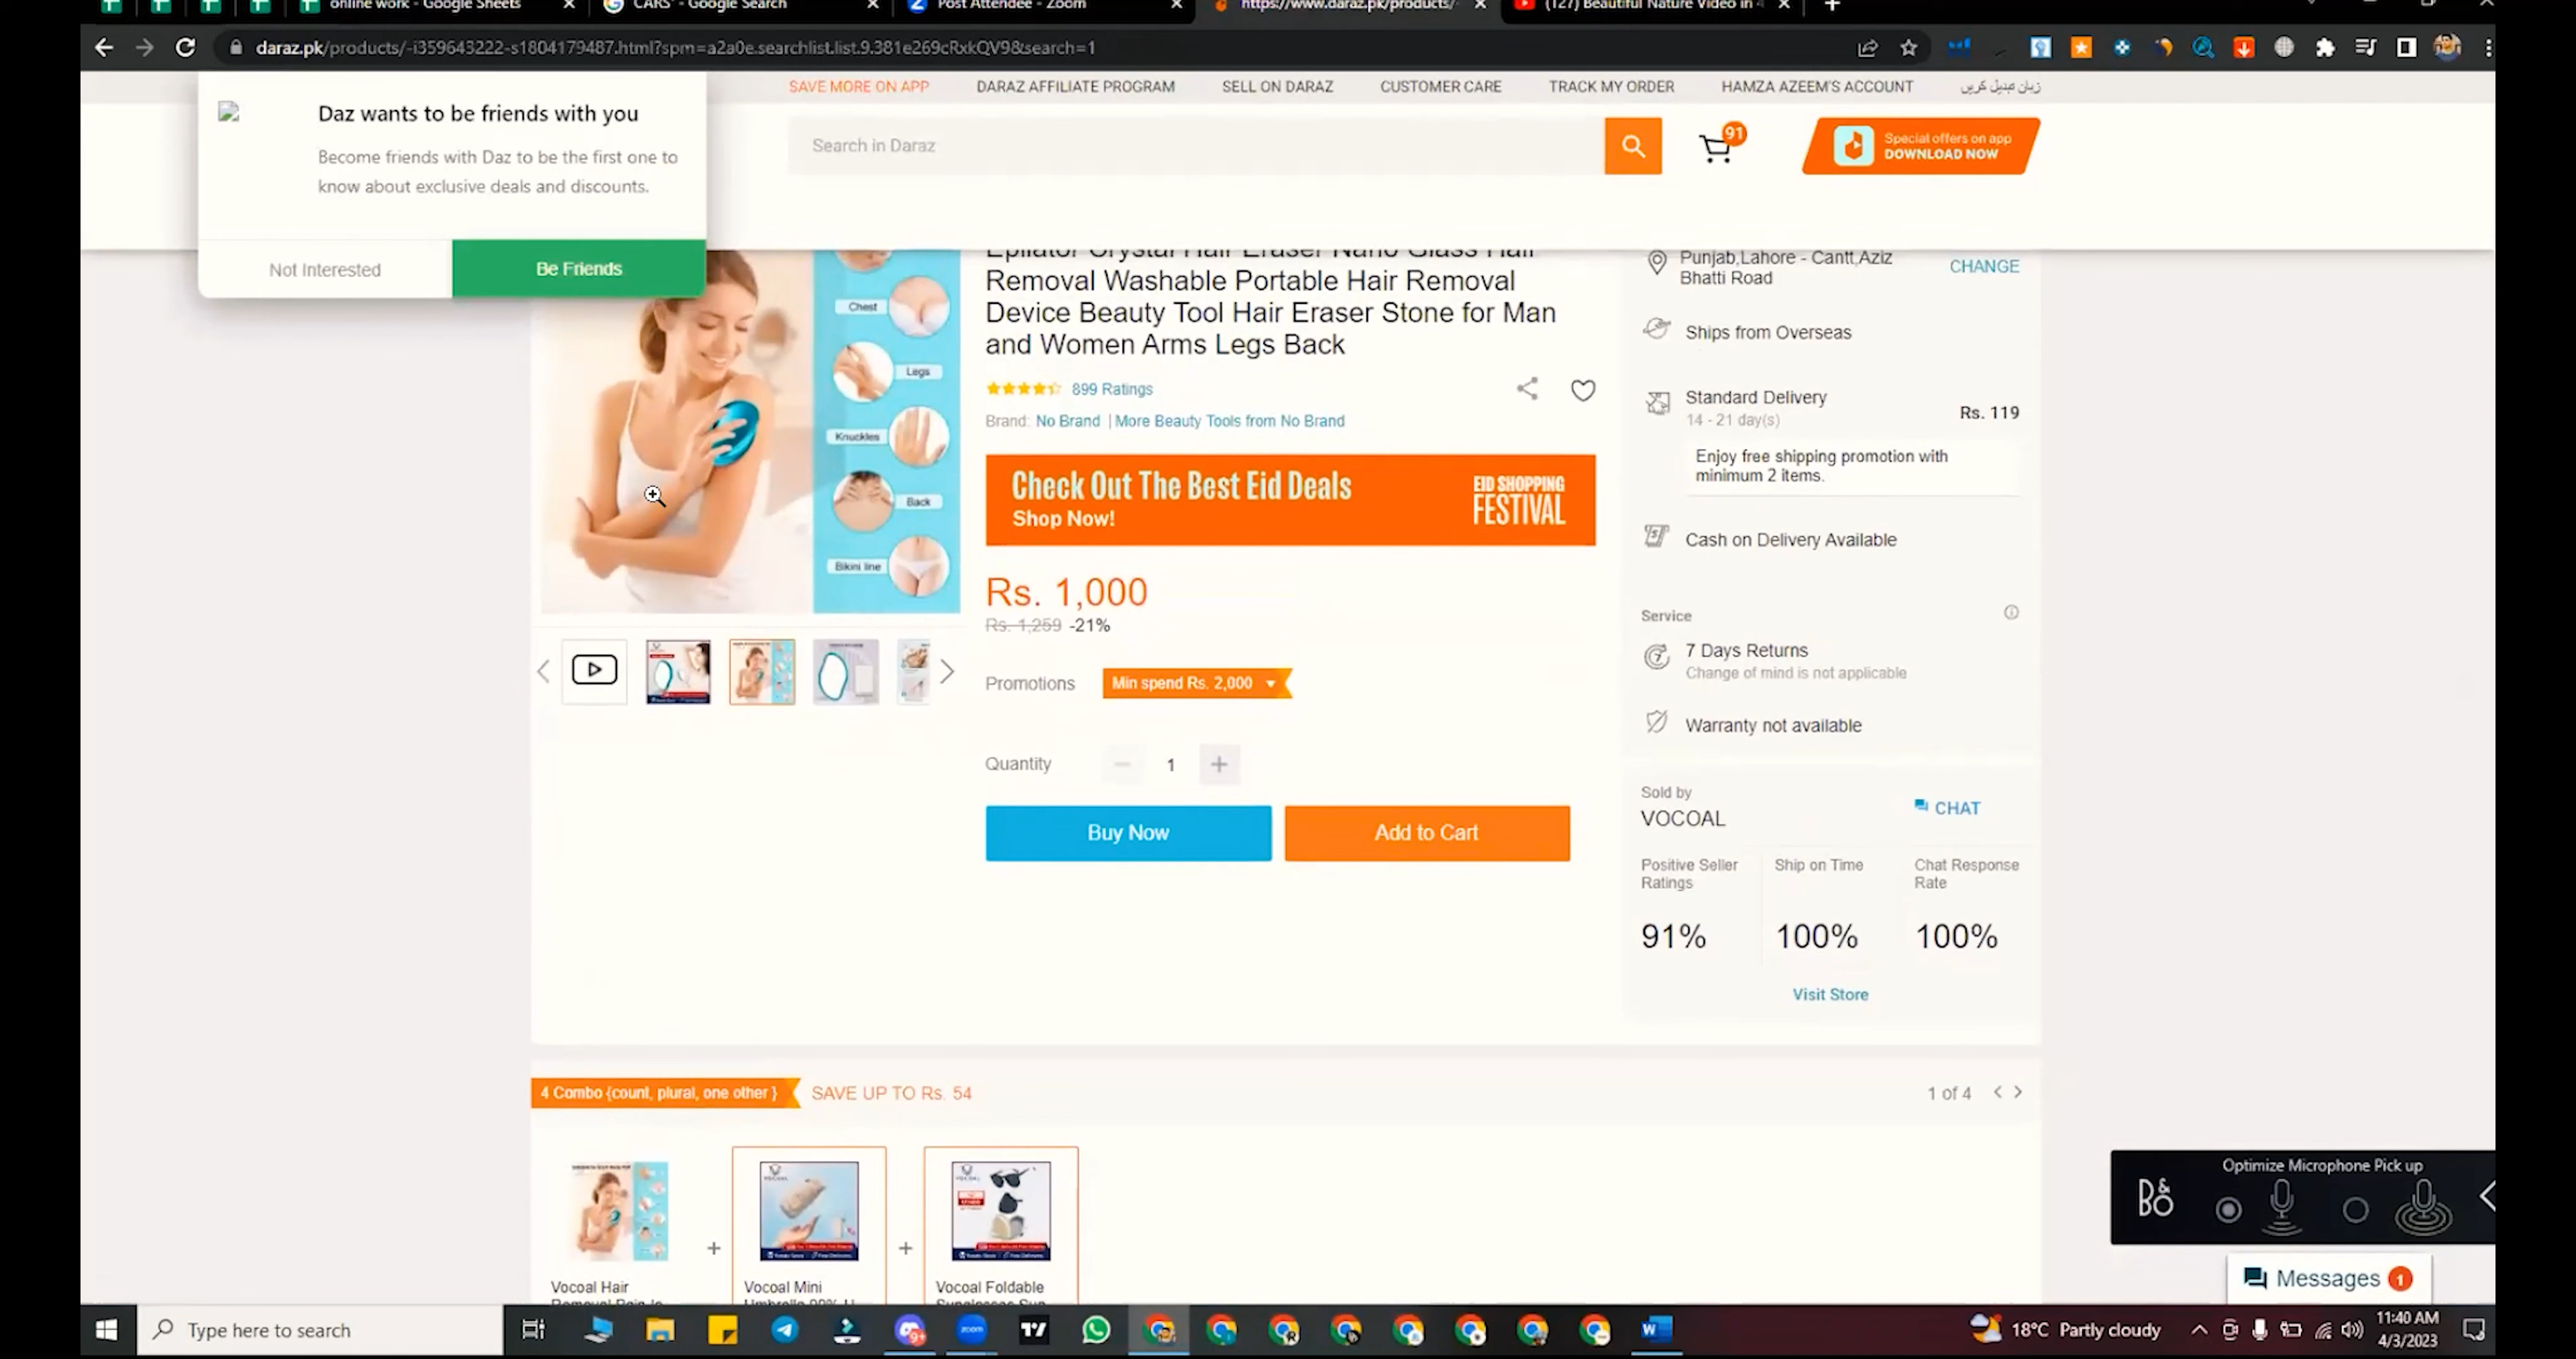 online work - Google Sheets
CARS' - Google Search
Post Attendee - Zoom
https://www.daraz.pk/products/-
(127) Beautiful Nature Video in 4
daraz.pk/products/-i359643222-s1804179487.html?spm=a2a0e.searchlist.list.9.381e269cRxkQV9&search=1
SAVE MORE ON APP
DARAZ AFFILIATE PROGRAM
SELL ON DARAZ
CUSTOMER CARE
TRACK MY ORDER
HAMZA AZEEM'S ACCOUNT
زبان تبدیل کریں
Daz wants to be friends with you
Become friends with Daz to be the first one to
know about exclusive deals and discounts.
Not Interested
Be Friends
Search in Daraz
91
Special offers on app
DOWNLOAD NOW
Chest
Legs
Knuckles
Back
Bikini line
Epilator Crystal Hair Eraser Nano Glass Hair
Removal Washable Portable Hair Removal
Device Beauty Tool Hair Eraser Stone for Man
and Women Arms Legs Back
899 Ratings
Brand: No Brand | More Beauty Tools from No Brand
Check Out The Best Eid Deals
Shop Now!
EID SHOPPING
FESTIVAL
Rs. 1,000
Rs. 1,259 -21%
Promotions
Min spend Rs. 2,000
Quantity
1
Buy Now
Add to Cart
Punjab,Lahore - Cantt,Aziz
Bhatti Road
CHANGE
Ships from Overseas
Standard Delivery
14 - 21 day(s)
Rs. 119
Enjoy free shipping promotion with
minimum 2 items.
Cash on Delivery Available
Service
7 Days Returns
Change of mind is not applicable
Warranty not available
Sold by
VOCOAL
CHAT
Positive Seller
Ratings
Ship on Time
Chat Response
Rate
91%
100%
100%
Visit Store
4 Combo {count, plural, one other }
SAVE UP TO Rs. 54
1 of 4
+
+
Vocoal Hair
Vocoal Mini
Vocoal Foldable
B&O
Optimize Microphone Pick up
Messages 1
Type here to search
9+
zoom
18°C Partly cloudy
11:40 AM
4/3/2023